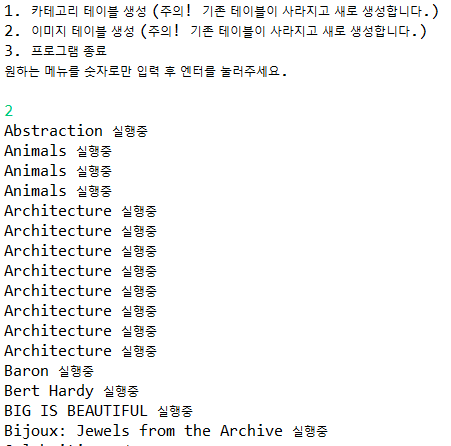 1. 카테고리 테이블 생성 (주의! 기존 테이블이 사라지고 새로 생성합니다.)
2. 이미지 테이블 생성 (주의! 기존 테이블이 사라지고 새로 생성합니다.)
3. 프로그램 종료
원하는 메뉴를 숫자로만 입력 후 엔터를 눌러주세요.
2
Abstraction 실행중
Animals 실행중
Animals 실행중
Animals 실행중
Architecture 실행중
Architecture 실행중
Architecture 실행중
Architecture 실행중
Architecture 실행중
Architecture 실행중
Architecture 실행중
Architecture 실행중
Baron 실행중
Bert Hardy 실행중
BIG IS BEAUTIFUL 실행중
Bijoux: Jewels from the Archive 실행중